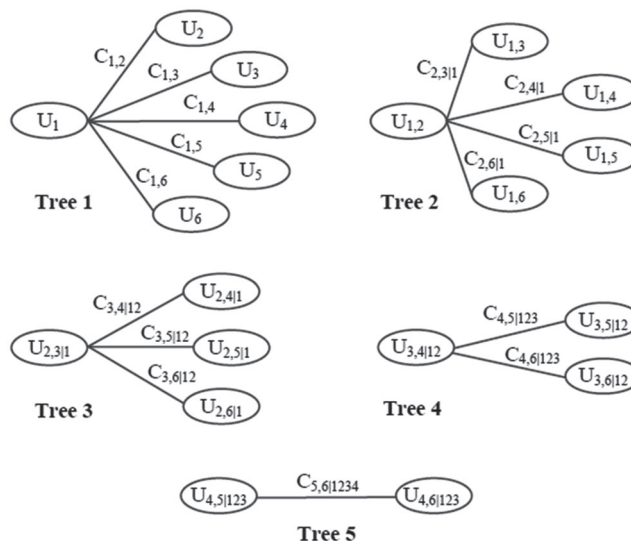 U2
C1,2
U1,3
C1,3
U3
C2,3|1
C2,4|1
U1,4
C1,4
U1
U4
U1,2
C1,5
C2,5|1
U1,5
U5
C2,6|1
C1,6
Tree 1
U6
U1,6
Tree 2
C3,4|12
U2,4|1
C4,5|123
U3,5|12
C3,5|12
U2,3|1
U2,5|1
U3,4|12
C3,6|12
C4,6|123
U3,6|12
Tree 3
U2,6|1
Tree 4
C5,6|1234
U4,5|123
U4,6|123
Tree 5